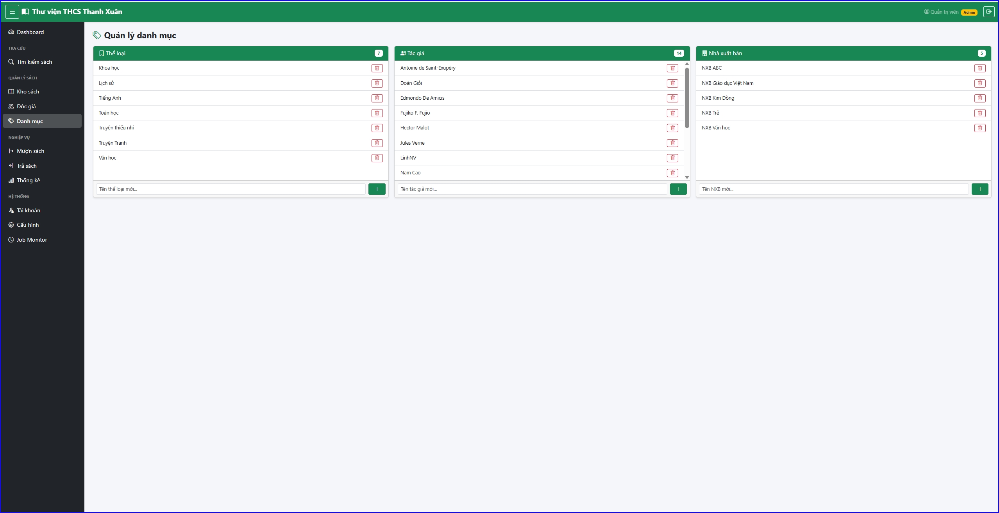 Thư viện THCS Thanh Xuân
Quản trị viên Admin
Dashboard
TRA CỨU
Tìm kiếm sách
QUẢN LÝ SÁCH
Kho sách
Độc giả
Danh mục
NGHIỆP VỤ
Mượn sách
Trả sách
Thống kê
HỆ THỐNG
Tài khoản
Cấu hình
Job Monitor
Quản lý danh mục
Thể loại 7
Khoa học
Lịch sử
Tiếng Anh
Toán học
Truyện thiếu nhi
Truyện Tranh
Văn học
Tên thể loại mới...
Tác giả 14
Antoine de Saint-Exupéry
Đoàn Giỏi
Edmondo De Amicis
Fujiko F. Fujio
Hector Malot
Jules Verne
LinhNV
Nam Cao
Tên tác giả mới...
Nhà xuất bản 5
NXB ABC
NXB Giáo dục Việt Nam
NXB Kim Đồng
NXB Trẻ
NXB Văn học
Tên NXB mới...